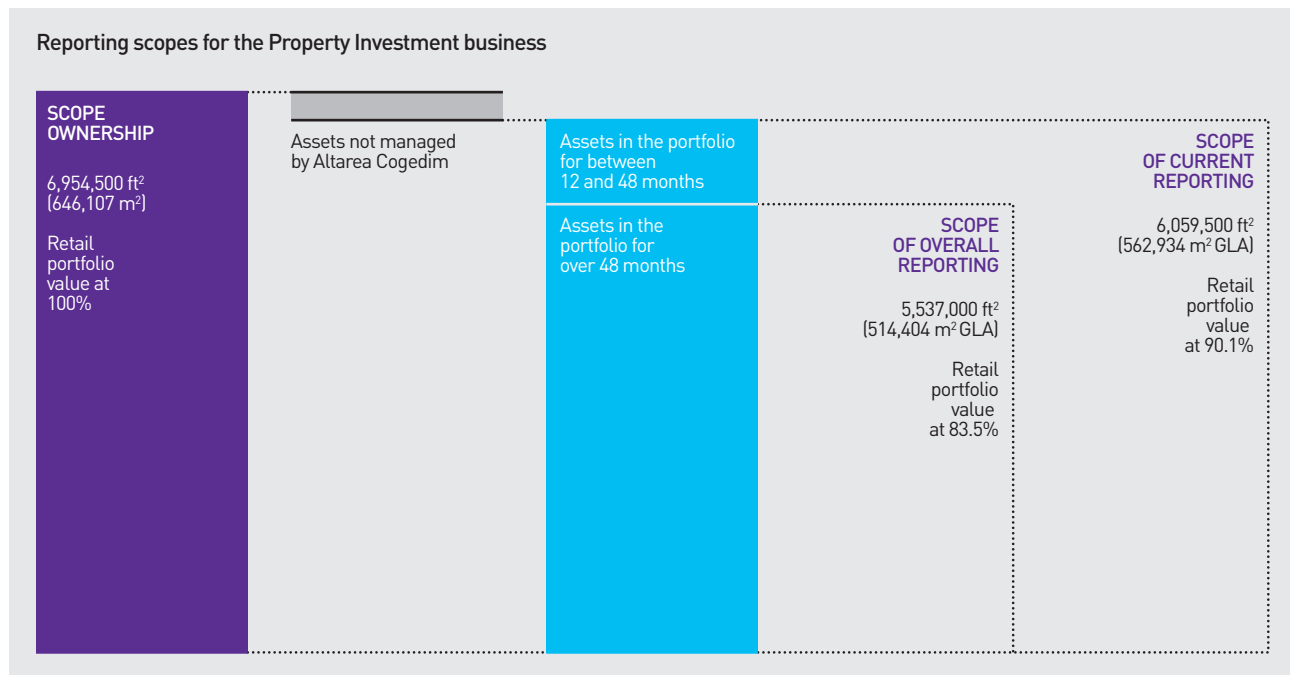 Reporting scopes for the Property Investment business
SCOPE
OWNERSHIP
6,954,500 ft²
(646,107 m²)
Retail
portfolio
value at
100%
Assets not managed
by Altarea Cogedim
Assets in the portfolio
for between
12 and 48 months
Assets in the
portfolio for
over 48 months
SCOPE
OF OVERALL
REPORTING
5,537,000 ft²
(514,404 m² GLA)
Retail
portfolio
value
at 83.5%
SCOPE
OF CURRENT
REPORTING
6,059,500 ft²
(562,934 m² GLA)
Retail
portfolio
value
at 90.1%